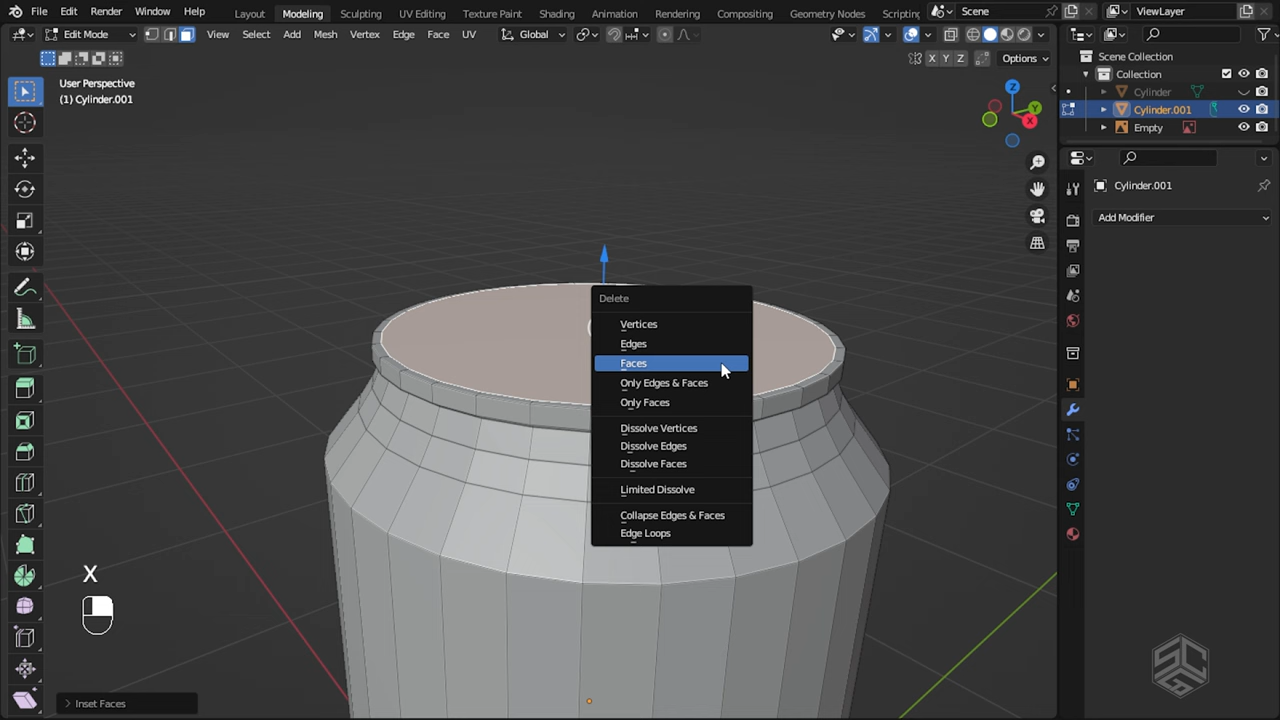 File Edit Render Window Help Layout Modeling Sculpting UV Editing Texture Paint Shading Animation Rendering Compositing Geometry Nodes Scripting Scene ViewLayer
Edit Mode View Select Add Mesh Vertex Edge Face UV Global
X Y Z Options
User Perspective
(1) Cylinder.001
Z
Y
X
Scene Collection
Collection
Cylinder
Cylinder.001
Empty
Cylinder.001
Add Modifier
Delete
Vertices
Edges
Faces
Only Edges & Faces
Only Faces
Dissolve Vertices
Dissolve Edges
Dissolve Faces
Limited Dissolve
Collapse Edges & Faces
Edge Loops
X
Inset Faces